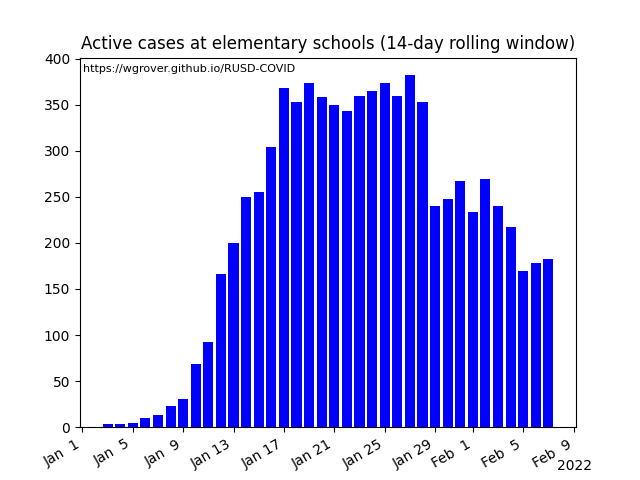 Active cases at elementary schools (14-day rolling window)
https://wgrover.github.io/RUSD-COVID
400
350
300
250
200
150
100
50
0
Jan 1
Jan 5
Jan 9
Jan 13
Jan 17
Jan 21
Jan 25
Jan 29
Feb 1
Feb 5
Feb 9
2022